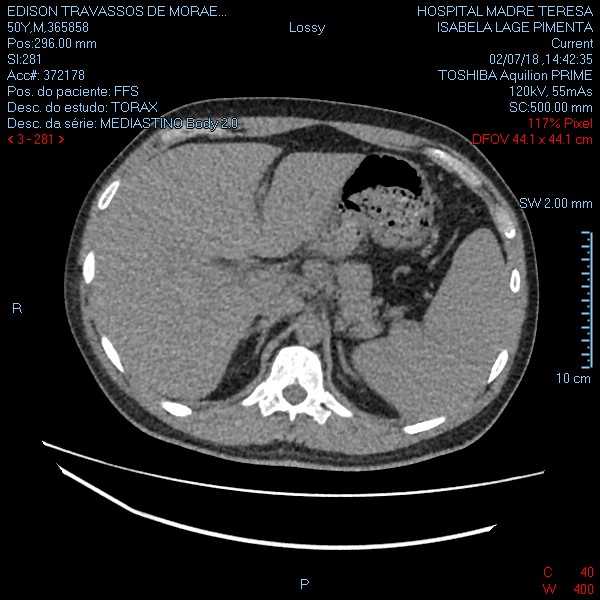 EDISON TRAVASSOS DE MORAE...
50Y,M,365858
Pos:296.00 mm
SI:281
Acc#: 372178
Pos. do paciente: FFS
Desc. do estudo: TORAX
Desc. da série: MEDIASTINO Body 2.0
< 3 - 281 >
Lossy
HOSPITAL MADRE TERESA
ISABELA LAGE PIMENTA
Current
02/07/18 ,14:42:35
TOSHIBA Aquilion PRIME
120kV, 55mAs
SC:500.00 mm
117% Pixel
DFOV 44.1 x 44.1 cm
SW 2.00 mm
R
10 cm
P
C 40
W 400